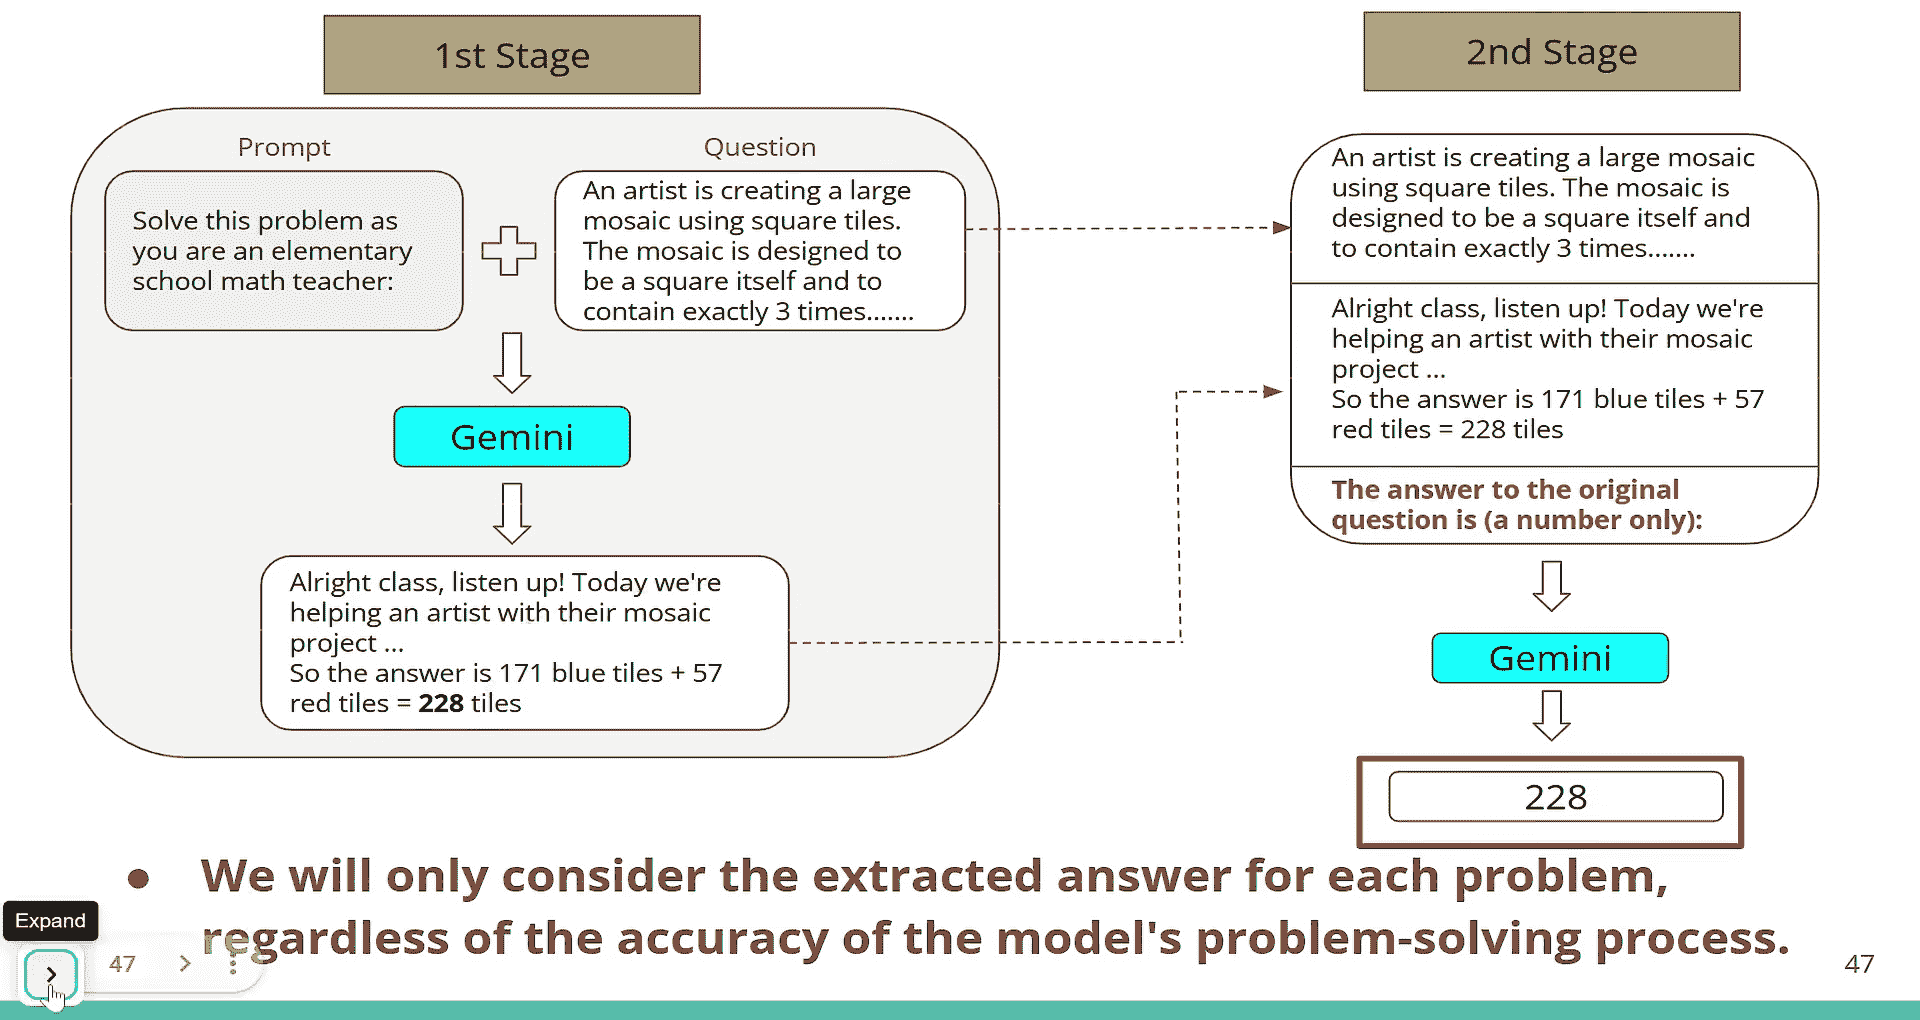 1st Stage
Prompt
Solve this problem as
you are an elementary
school math teacher:
Question
An artist is creating a large
mosaic using square tiles.
The mosaic is designed to
be a square itself and to
contain exactly 3 times.......
Gemini
Alright class, listen up! Today we're
helping an artist with their mosaic
project ...
So the answer is 171 blue tiles + 57
red tiles = 228 tiles
2nd Stage
An artist is creating a large mosaic
using square tiles. The mosaic is
designed to be a square itself and
to contain exactly 3 times.......
Alright class, listen up! Today we're
helping an artist with their mosaic
project ...
So the answer is 171 blue tiles + 57
red tiles = 228 tiles
The answer to the original
question is (a number only):
Gemini
228
● We will only consider the extracted answer for each problem,
regardless of the accuracy of the model's problem-solving process.
Expand
47
47